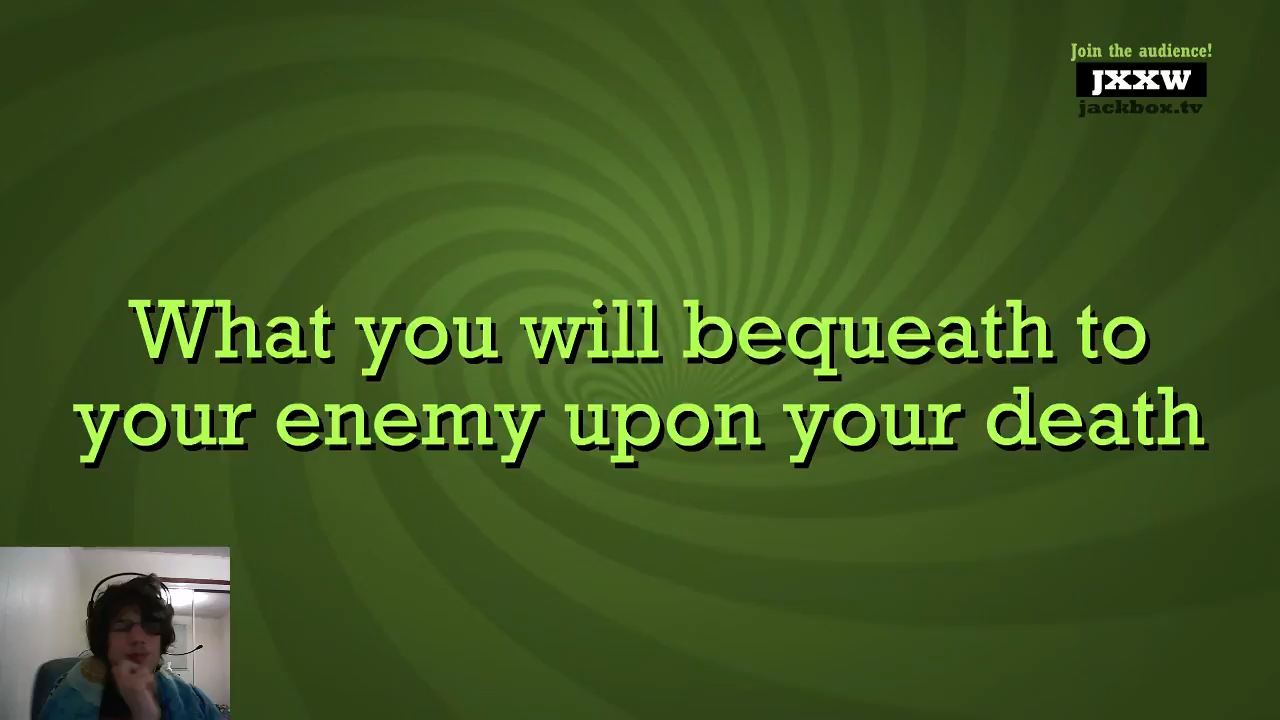 Join the audience!
JXXW
jackbox.tv
What you will bequeath to
your enemy upon your death